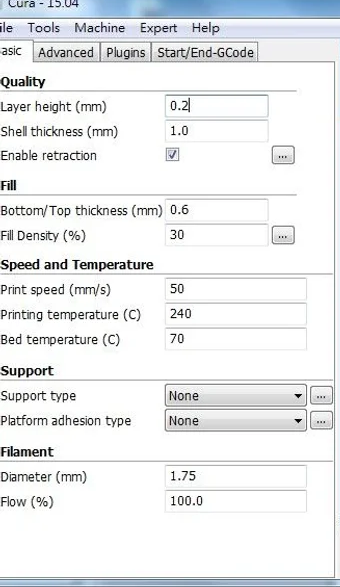 Cura - 15.04
ile Tools Machine Expert Help
asic Advanced Plugins Start/End-GCode
Quality
Layer height (mm) 0.2
Shell thickness (mm) 1.0
Enable retraction ...
Fill
Bottom/Top thickness (mm) 0.6
Fill Density (%) 30 ...
Speed and Temperature
Print speed (mm/s) 50
Printing temperature (C) 240
Bed temperature (C) 70
Support
Support type None ...
Platform adhesion type None ...
Filament
Diameter (mm) 1.75
Flow (%) 100.0